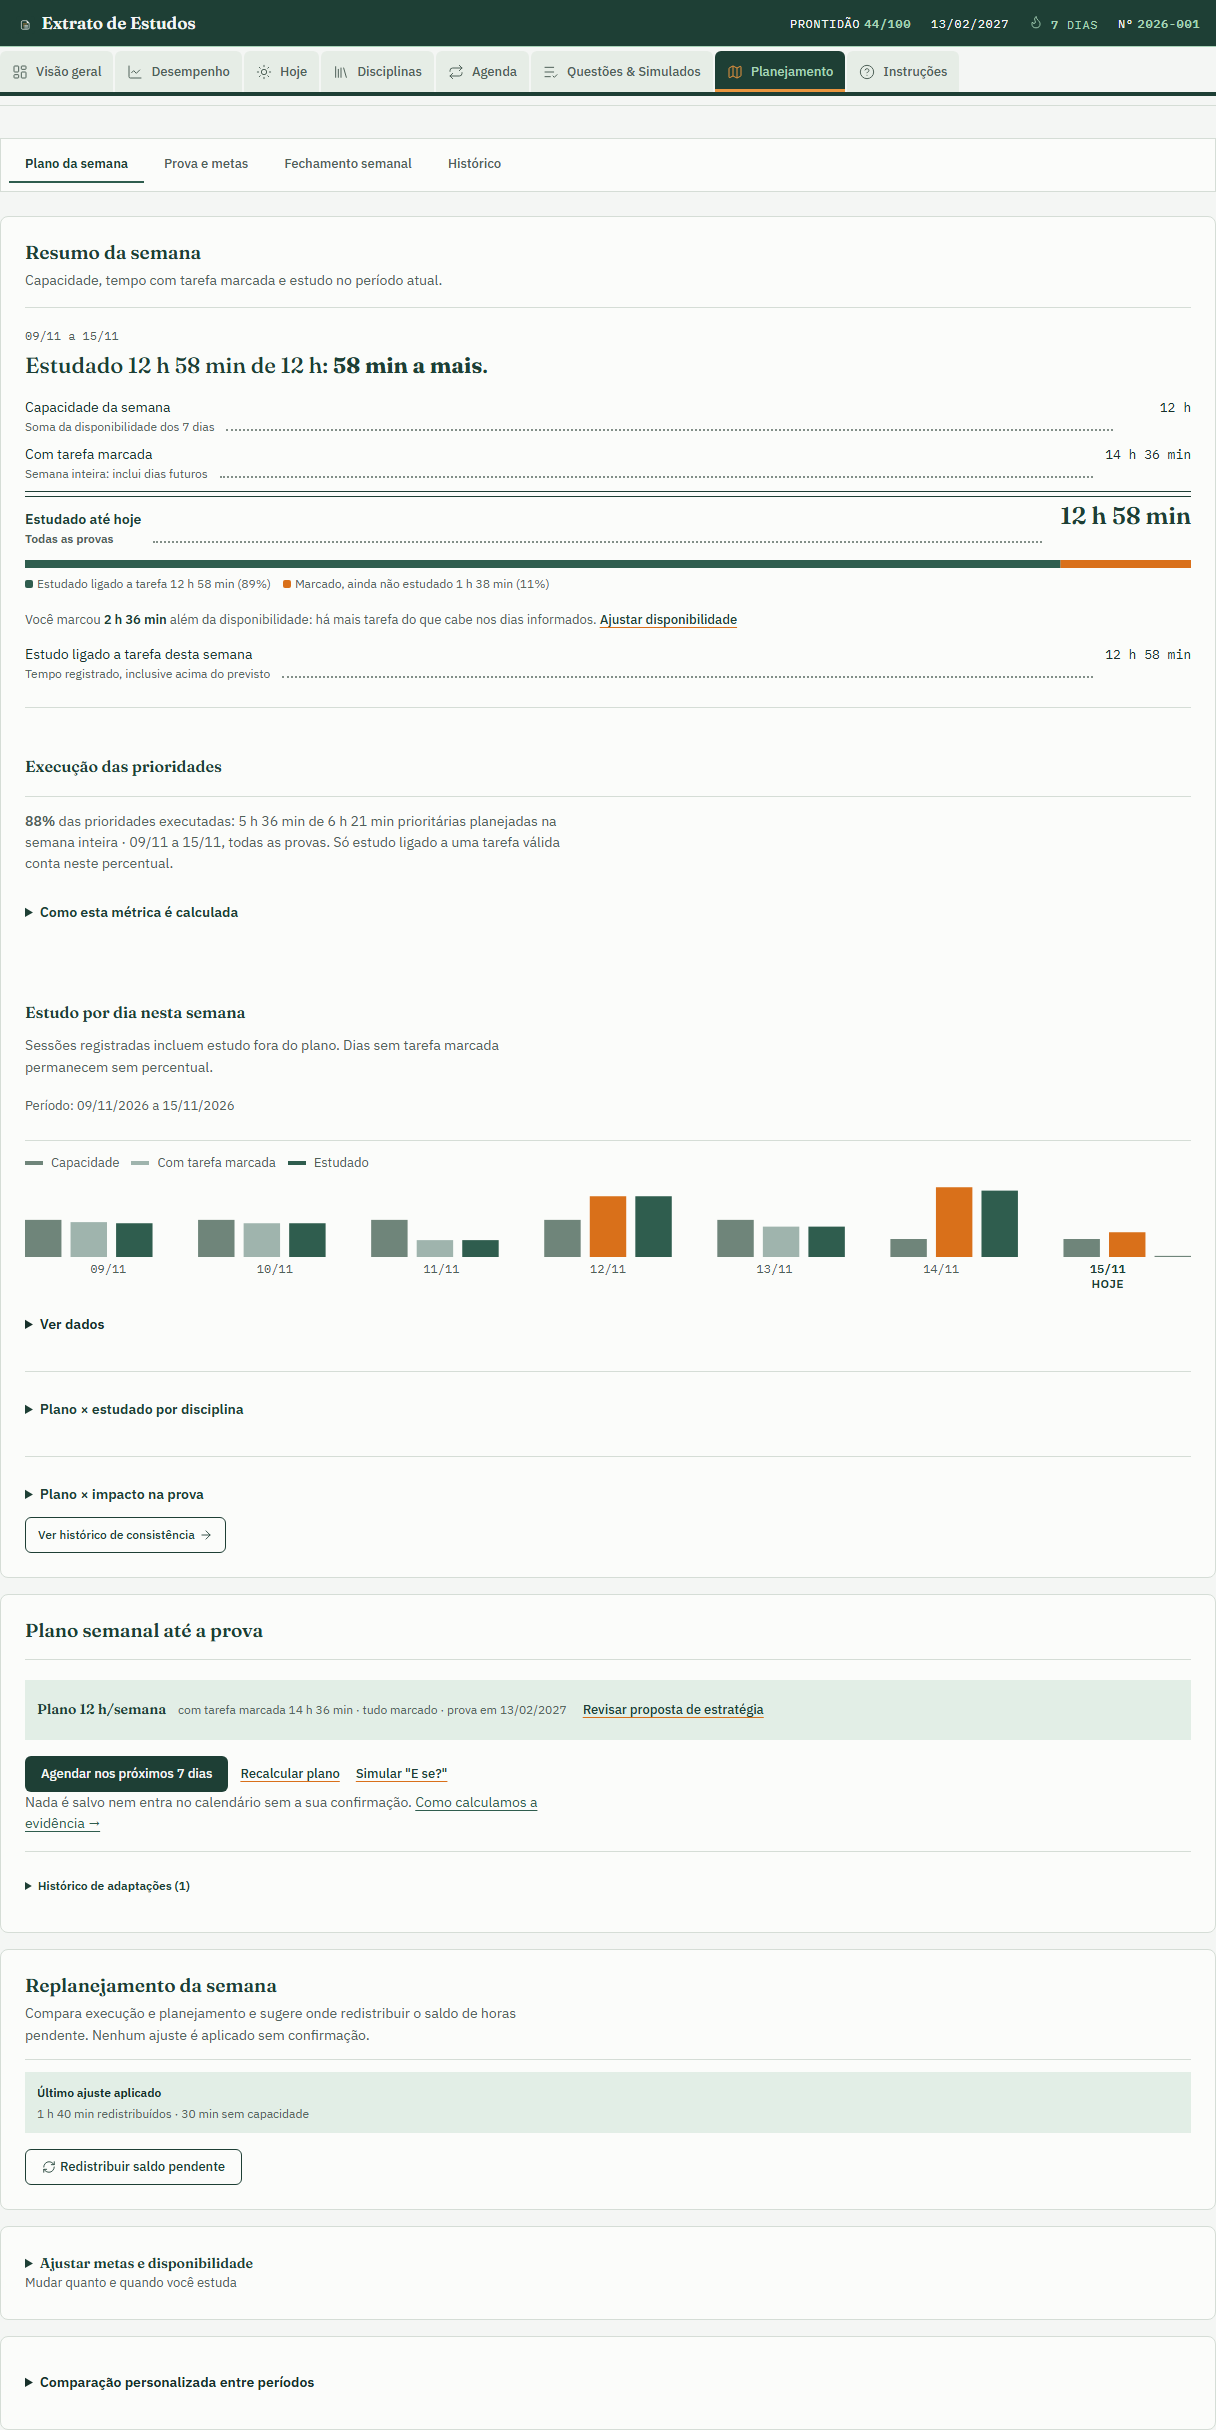 Extrato de Estudos
PRONTIDÃO 44/100 13/02/2027 7 DIAS Nº 2026-001
Visão geral Desempenho Hoje Disciplinas Agenda Questões & Simulados Planejamento Instruções
Plano da semana Prova e metas Fechamento semanal Histórico
Resumo da semana
Capacidade, tempo com tarefa marcada e estudo no período atual.
09/11 a 15/11
Estudado 12 h 58 min de 12 h: 58 min a mais.
Capacidade da semana 12 h
Soma da disponibilidade dos 7 dias
Com tarefa marcada 14 h 36 min
Semana inteira: inclui dias futuros
Estudado até hoje 12 h 58 min
Todas as provas
Estudado ligado a tarefa 12 h 58 min (89%) Marcado, ainda não estudado 1 h 38 min (11%)
Você marcou 2 h 36 min além da disponibilidade: há mais tarefa do que cabe nos dias informados. Ajustar disponibilidade
Estudo ligado a tarefa desta semana 12 h 58 min
Tempo registrado, inclusive acima do previsto
Execução das prioridades
88% das prioridades executadas: 5 h 36 min de 6 h 21 min prioritárias planejadas na
semana inteira · 09/11 a 15/11, todas as provas. Só estudo ligado a uma tarefa válida
conta neste percentual.
Como esta métrica é calculada
Estudo por dia nesta semana
Sessões registradas incluem estudo fora do plano. Dias sem tarefa marcada
permanecem sem percentual.
Período: 09/11/2026 a 15/11/2026
Capacidade Com tarefa marcada Estudado
09/11 10/11 11/11 12/11 13/11 14/11 15/11
HOJE
Ver dados
Plano × estudado por disciplina
Plano × impacto na prova
Ver histórico de consistência →
Plano semanal até a prova
Plano 12 h/semana com tarefa marcada 14 h 36 min · tudo marcado · prova em 13/02/2027 Revisar proposta de estratégia
Agendar nos próximos 7 dias Recalcular plano Simular "E se?"
Nada é salvo nem entra no calendário sem a sua confirmação. Como calculamos a
evidência →
Histórico de adaptações (1)
Replanejamento da semana
Compara execução e planejamento e sugere onde redistribuir o saldo de horas
pendente. Nenhum ajuste é aplicado sem confirmação.
Último ajuste aplicado
1 h 40 min redistribuídos · 30 min sem capacidade
Redistribuir saldo pendente
Ajustar metas e disponibilidade
Mudar quanto e quando você estuda
Comparação personalizada entre períodos